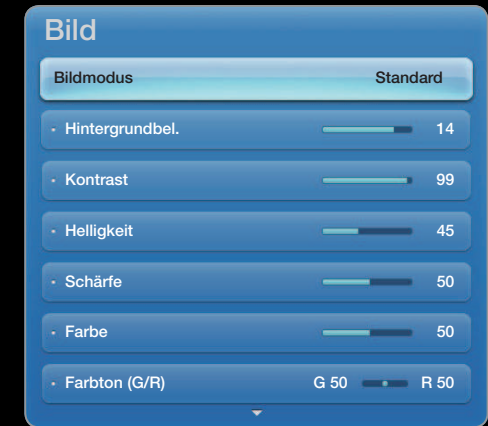 Bild
Bildmodus Standard
Hintergrundbel. 14
Kontrast 99
Helligkeit 45
Schärfe 50
Farbe 50
Farbton (G/R) G 50 R 50